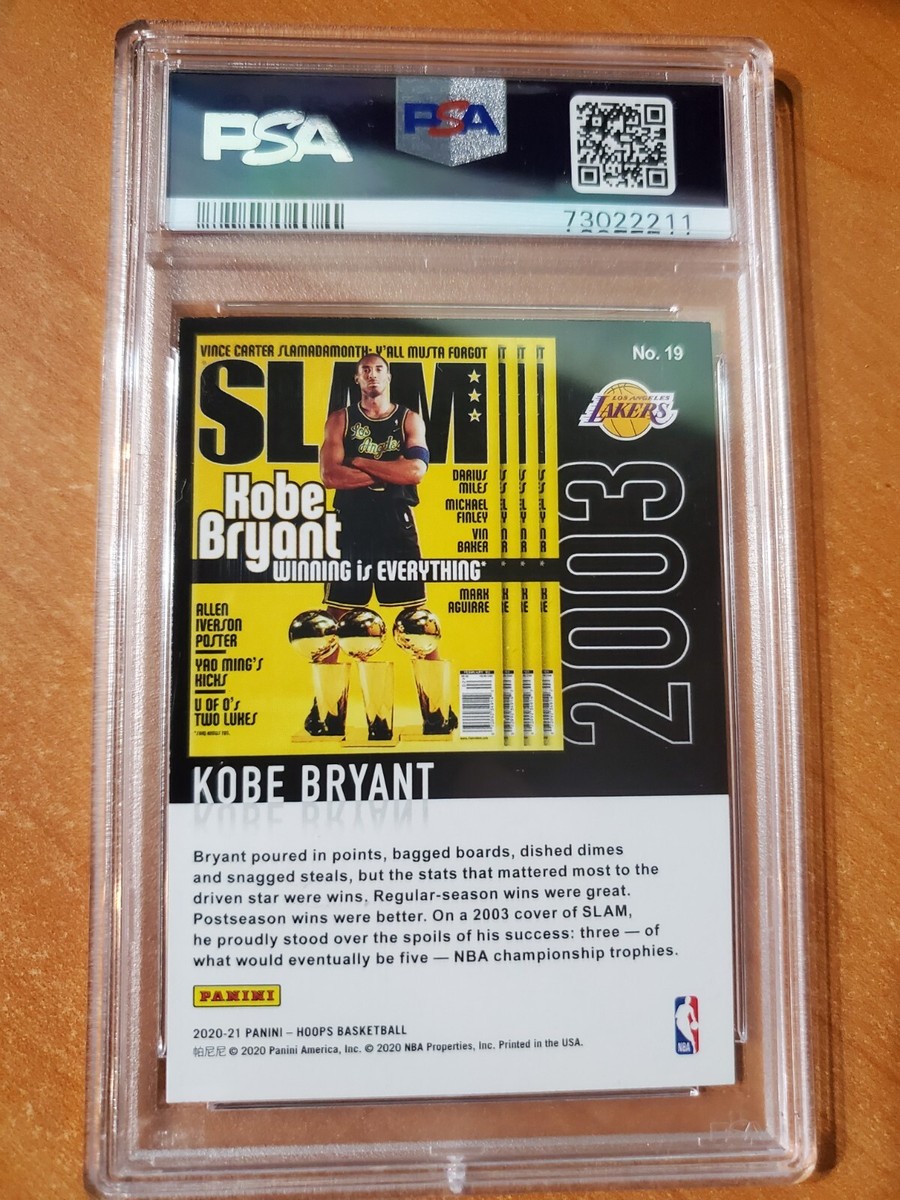 PSA
PSA
73022211
No. 19
LOS ANGELES
LAKERS
2003
VINCE CARTER SLAMADAMONTH: Y'ALL MUSTA FORGOT
SLAM
Los
Angeles
Kobe
Bryant
WINNING is EVERYTHING*
DARIUS
MILES
MICHAEL
FINLEY
VIN
BAKER
MARK
AGUIRRE
ALLEN
IVERSON
POSTER
YAO MING'S
KICKS
U OF O's
TWO LUKES
KOBE BRYANT
Bryant poured in points, bagged boards, dished dimes
and snagged steals, but the stats that mattered most to the
driven star were wins. Regular-season wins were great.
Postseason wins were better. On a 2003 cover of SLAM,
he proudly stood over the spoils of his success: three — of
what would eventually be five — NBA championship trophies.
PANINI
2020-21 PANINI – HOOPS BASKETBALL
帕尼尼 © 2020 Panini America, Inc. © 2020 NBA Properties, Inc. Printed in the USA.
NBA
PSA